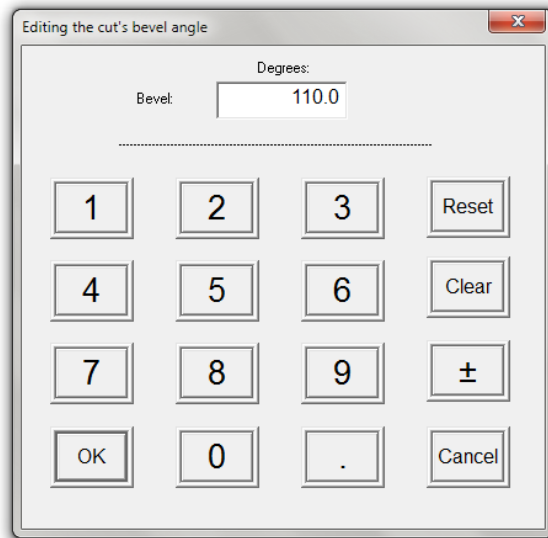 Editing the cut's bevel angle
Degrees:
Bevel: 110.0
1 2 3 Reset
4 5 6 Clear
7 8 9 ±
OK 0 . Cancel